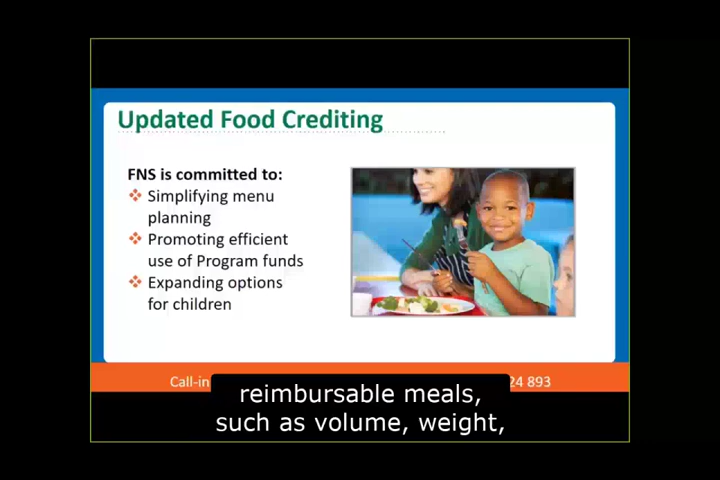 Updated Food Crediting
FNS is committed to:
Simplifying menu
planning
Promoting efficient
use of Program funds
Expanding options
for children
Call-in 24 893
reimbursable meals,
such as volume, weight,